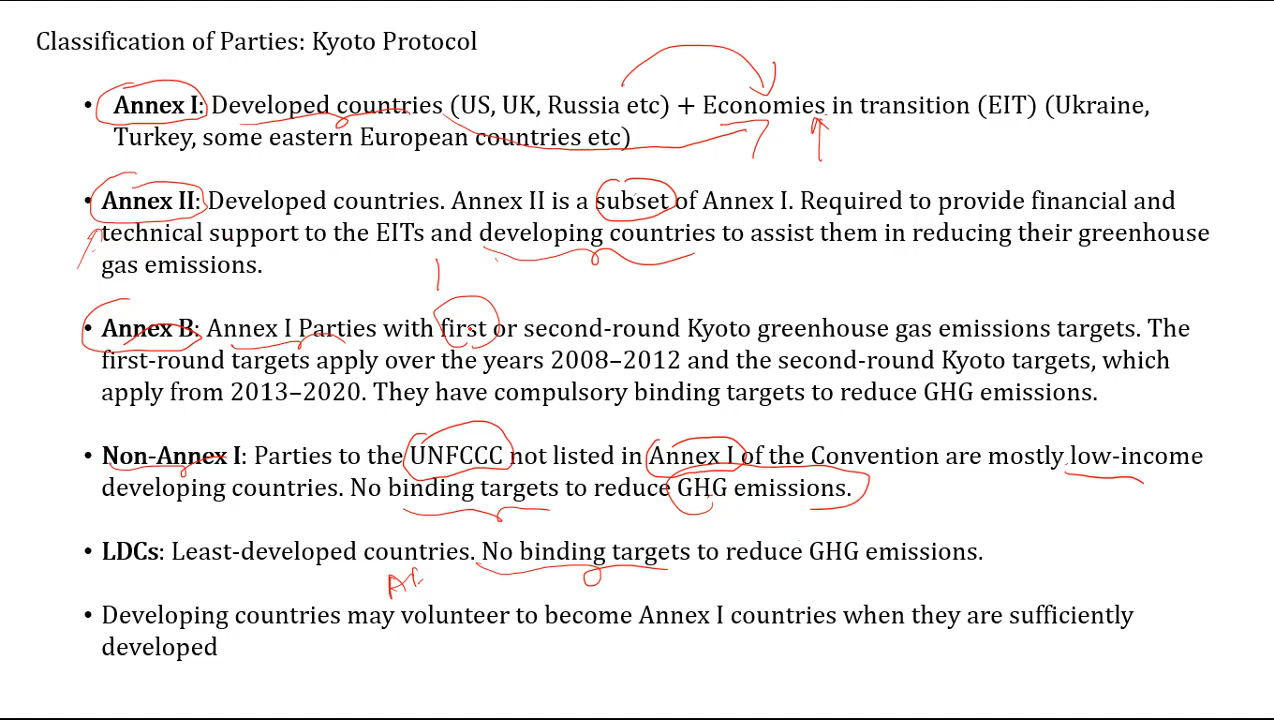 Classification of Parties: Kyoto Protocol
• Annex I: Developed countries (US, UK, Russia etc) + Economies in transition (EIT) (Ukraine,
Turkey, some eastern European countries etc)
• Annex II: Developed countries. Annex II is a subset of Annex I. Required to provide financial and
technical support to the EITs and developing countries to assist them in reducing their greenhouse
gas emissions.
• Annex B: Annex I Parties with first or second-round Kyoto greenhouse gas emissions targets. The
first-round targets apply over the years 2008–2012 and the second-round Kyoto targets, which
apply from 2013–2020. They have compulsory binding targets to reduce GHG emissions.
• Non-Annex I: Parties to the UNFCCC not listed in Annex I of the Convention are mostly low-income
developing countries. No binding targets to reduce GHG emissions.
• LDCs: Least-developed countries. No binding targets to reduce GHG emissions.
• Developing countries may volunteer to become Annex I countries when they are sufficiently
developed